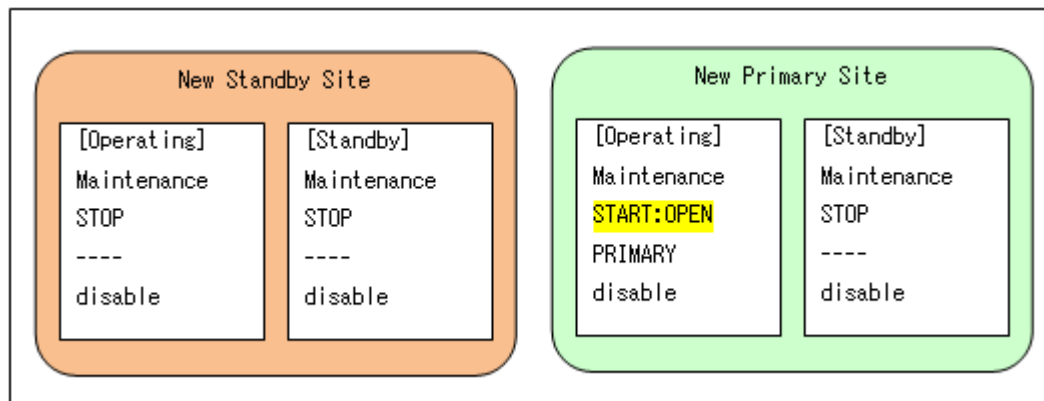 New Standby Site
[Operating]
Maintenance
STOP
----
disable
[Standby]
Maintenance
STOP
----
disable
New Primary Site
[Operating]
Maintenance
START:OPEN
PRIMARY
disable
[Standby]
Maintenance
STOP
----
disable